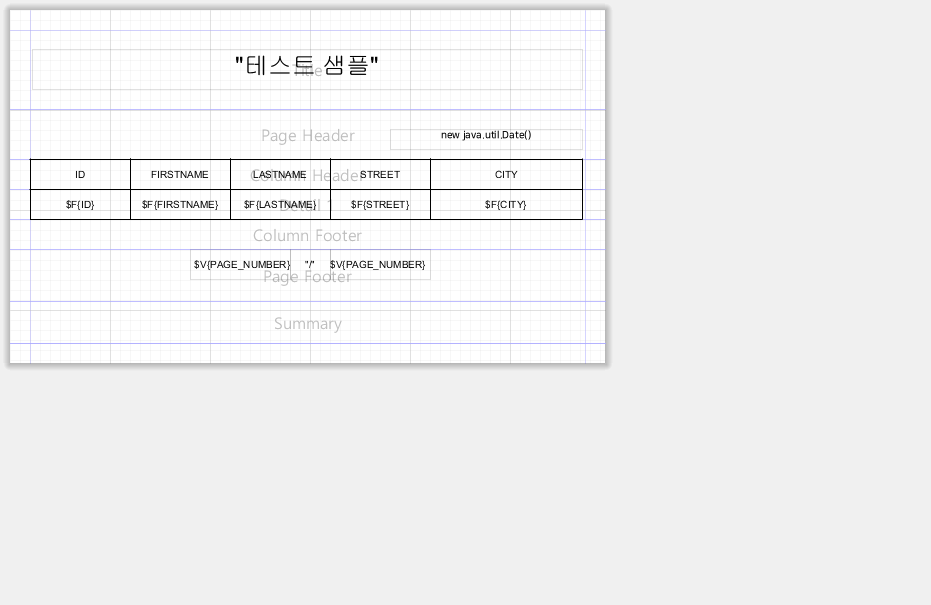 "테스트 샘플"
Title
Page Header
new java.util.Date()
Column Header
ID FIRSTNAME LASTNAME STREET CITY
Detail 1
$F{ID} $F{FIRSTNAME} $F{LASTNAME} $F{STREET} $F{CITY}
Column Footer
$V{PAGE_NUMBER} "/" $V{PAGE_NUMBER}
Page Footer
Summary